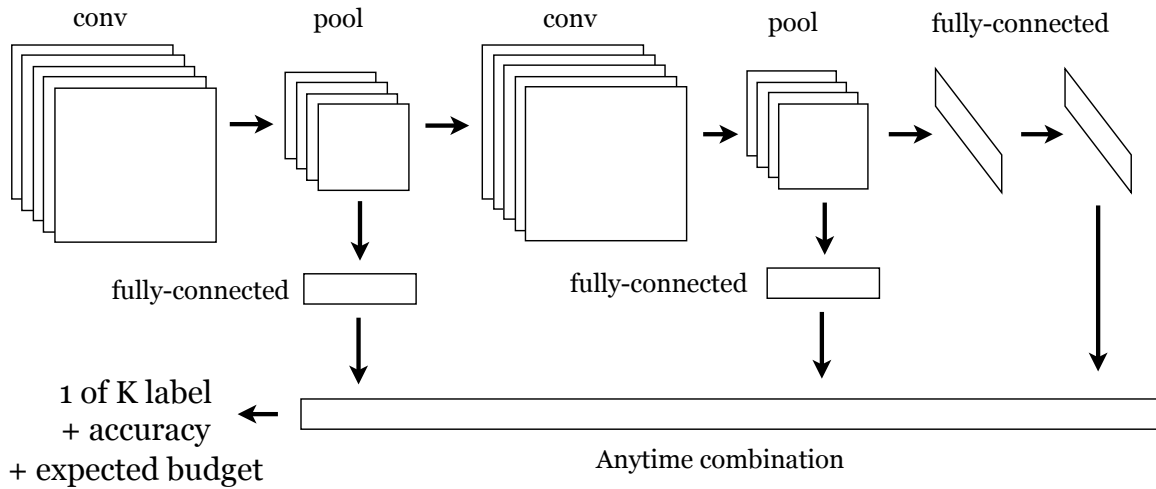 conv
pool
conv
pool
fully-connected
fully-connected
fully-connected
1 of K label
+ accuracy
+ expected budget
Anytime combination